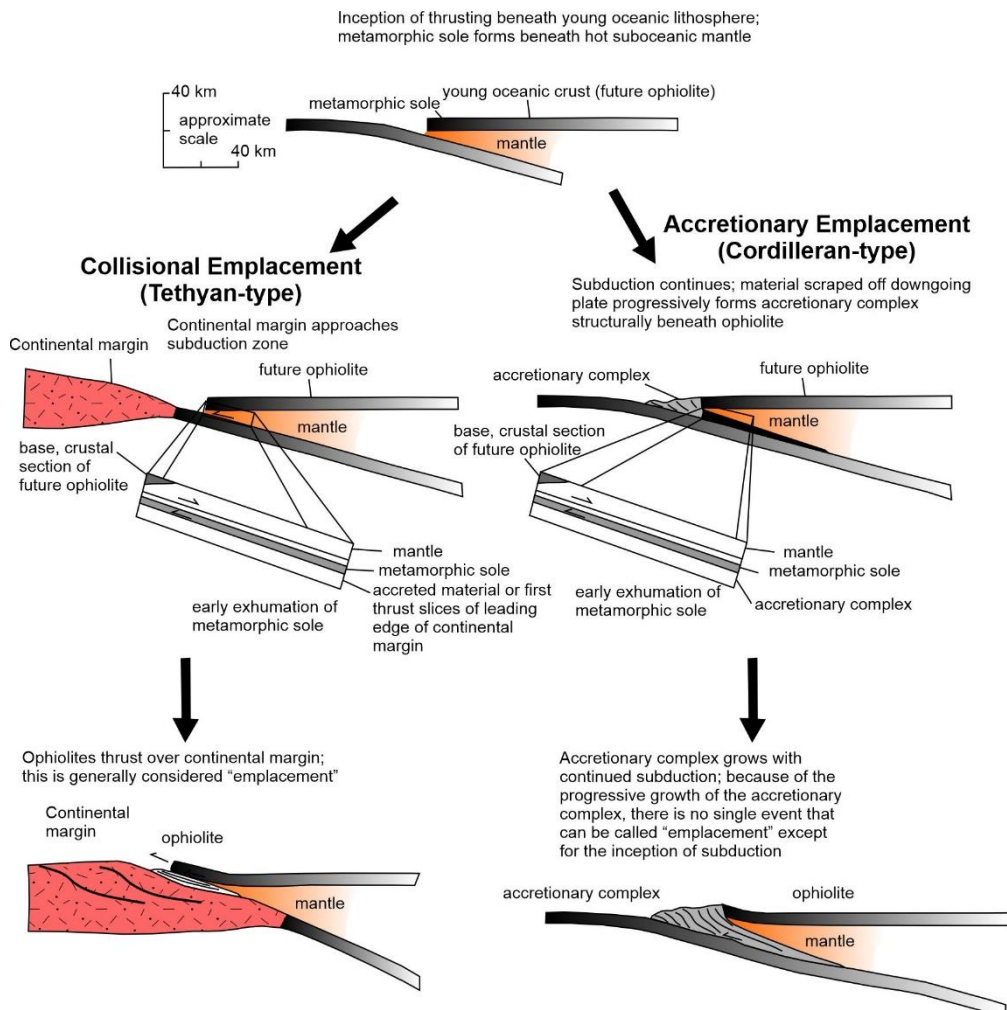 Inception of thrusting beneath young oceanic lithosphere;
metamorphic sole forms beneath hot suboceanic mantle
40 km
approximate
scale
40 km
metamorphic sole
young oceanic crust (future ophiolite)
mantle
Collisional Emplacement
(Tethyan-type)
Continental margin approaches
subduction zone
Continental margin
future ophiolite
mantle
base, crustal
section of
future ophiolite
mantle
metamorphic sole
accreted material or first
thrust slices of leading
edge of continental
margin
early exhumation of
metamorphic sole
Ophiolites thrust over continental margin;
this is generally considered “emplacement”
Continental
margin
ophiolite
mantle
Accretionary Emplacement
(Cordilleran-type)
Subduction continues; material scraped off downgoing
plate progressively forms accretionary complex
structurally beneath ophiolite
accretionary complex
future ophiolite
mantle
base, crustal section
of future ophiolite
mantle
metamorphic sole
accretionary complex
early exhumation of
metamorphic sole
Accretionary complex grows with
continued subduction; because of the
progressive growth of the accretionary
complex, there is no single event that
can be called “emplacement” except
for the inception of subduction
accretionary complex
ophiolite
mantle